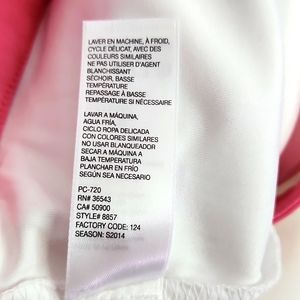 LAVER EN MACHINE, À FROID,
CYCLE DÉLICAT, AVEC DES
COULEURS SIMILAIRES
NE PAS UTILISER D'AGENT
BLANCHISSANT
SÉCHOIR, BASSE
TEMPÉRATURE
REPASSAGE À BASSE
TEMPÉRATURE SI NÉCESSAIRE
LAVAR A MÁQUINA,
AGUA FRÍA,
CICLO ROPA DELICADA
CON COLORES SIMILARES
NO USAR BLANQUEADOR
SECAR A MÁQUINA A
BAJA TEMPERATURA
PLANCHAR EN FRÍO
SEGÚN SEA NECESARIO
PC-720
RN# 36543
CA# 50900
STYLE# 8857
FACTORY CODE: 124
SEASON: S2014